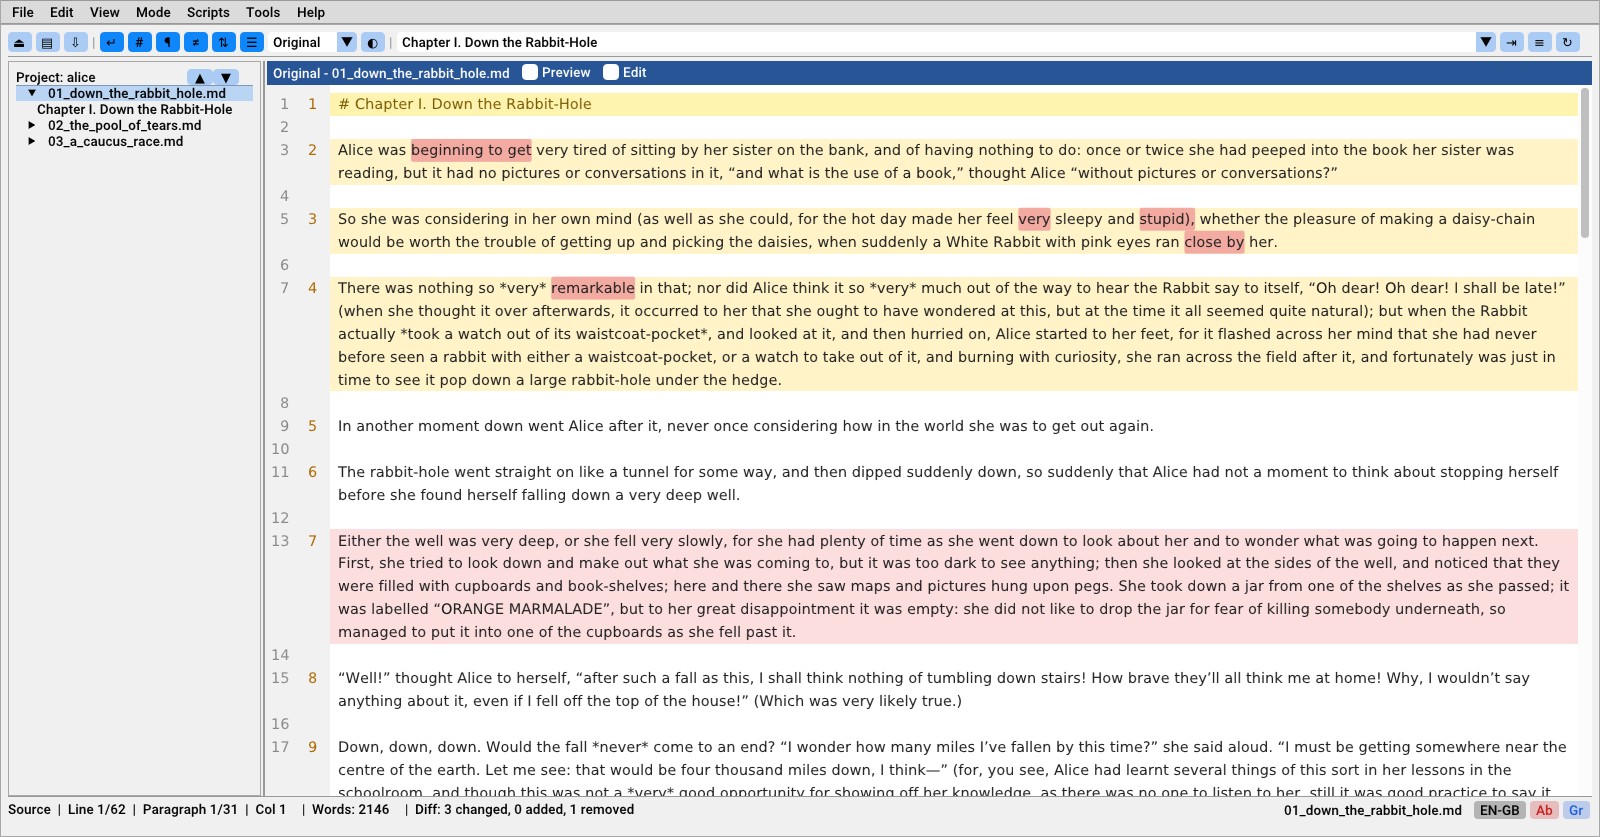 File Edit View Mode Scripts Tools Help
Original Chapter I. Down the Rabbit-Hole
Project: alice
01_down_the_rabbit_hole.md
Chapter I. Down the Rabbit-Hole
02_the_pool_of_tears.md
03_a_caucus_race.md
Original - 01_down_the_rabbit_hole.md Preview Edit
1 1 # Chapter I. Down the Rabbit-Hole
2
3 2 Alice was beginning to get very tired of sitting by her sister on the bank, and of having nothing to do: once or twice she had peeped into the book her sister was
reading, but it had no pictures or conversations in it, “and what is the use of a book,” thought Alice “without pictures or conversations?”
4
5 3 So she was considering in her own mind (as well as she could, for the hot day made her feel very sleepy and stupid), whether the pleasure of making a daisy-chain
would be worth the trouble of getting up and picking the daisies, when suddenly a White Rabbit with pink eyes ran close by her.
6
7 4 There was nothing so *very* remarkable in that; nor did Alice think it so *very* much out of the way to hear the Rabbit say to itself, “Oh dear! Oh dear! I shall be late!”
(when she thought it over afterwards, it occurred to her that she ought to have wondered at this, but at the time it all seemed quite natural); but when the Rabbit
actually *took a watch out of its waistcoat-pocket*, and looked at it, and then hurried on, Alice started to her feet, for it flashed across her mind that she had never
before seen a rabbit with either a waistcoat-pocket, or a watch to take out of it, and burning with curiosity, she ran across the field after it, and fortunately was just in
time to see it pop down a large rabbit-hole under the hedge.
8
9 5 In another moment down went Alice after it, never once considering how in the world she was to get out again.
10
11 6 The rabbit-hole went straight on like a tunnel for some way, and then dipped suddenly down, so suddenly that Alice had not a moment to think about stopping herself
before she found herself falling down a very deep well.
12
13 7 Either the well was very deep, or she fell very slowly, for she had plenty of time as she went down to look about her and to wonder what was going to happen next.
First, she tried to look down and make out what she was coming to, but it was too dark to see anything; then she looked at the sides of the well, and noticed that they
were filled with cupboards and book-shelves; here and there she saw maps and pictures hung upon pegs. She took down a jar from one of the shelves as she passed; it
was labelled “ORANGE MARMALADE”, but to her great disappointment it was empty: she did not like to drop the jar for fear of killing somebody underneath, so
managed to put it into one of the cupboards as she fell past it.
14
15 8 “Well!” thought Alice to herself, “after such a fall as this, I shall think nothing of tumbling down stairs! How brave they’ll all think me at home! Why, I wouldn’t say
anything about it, even if I fell off the top of the house!” (Which was very likely true.)
16
17 9 Down, down, down. Would the fall *never* come to an end? “I wonder how many miles I’ve fallen by this time?” she said aloud. “I must be getting somewhere near the
centre of the earth. Let me see: that would be four thousand miles down, I think—” (for, you see, Alice had learnt several things of this sort in her lessons in the
schoolroom, and though this was not a *very* good opportunity for showing off her knowledge, as there was no one to listen to her, still it was good practice to say it
Source | Line 1/62 | Paragraph 1/31 | Col 1 | Words: 2146 | Diff: 3 changed, 0 added, 1 removed 01_down_the_rabbit_hole.md EN-GB Ab Gr